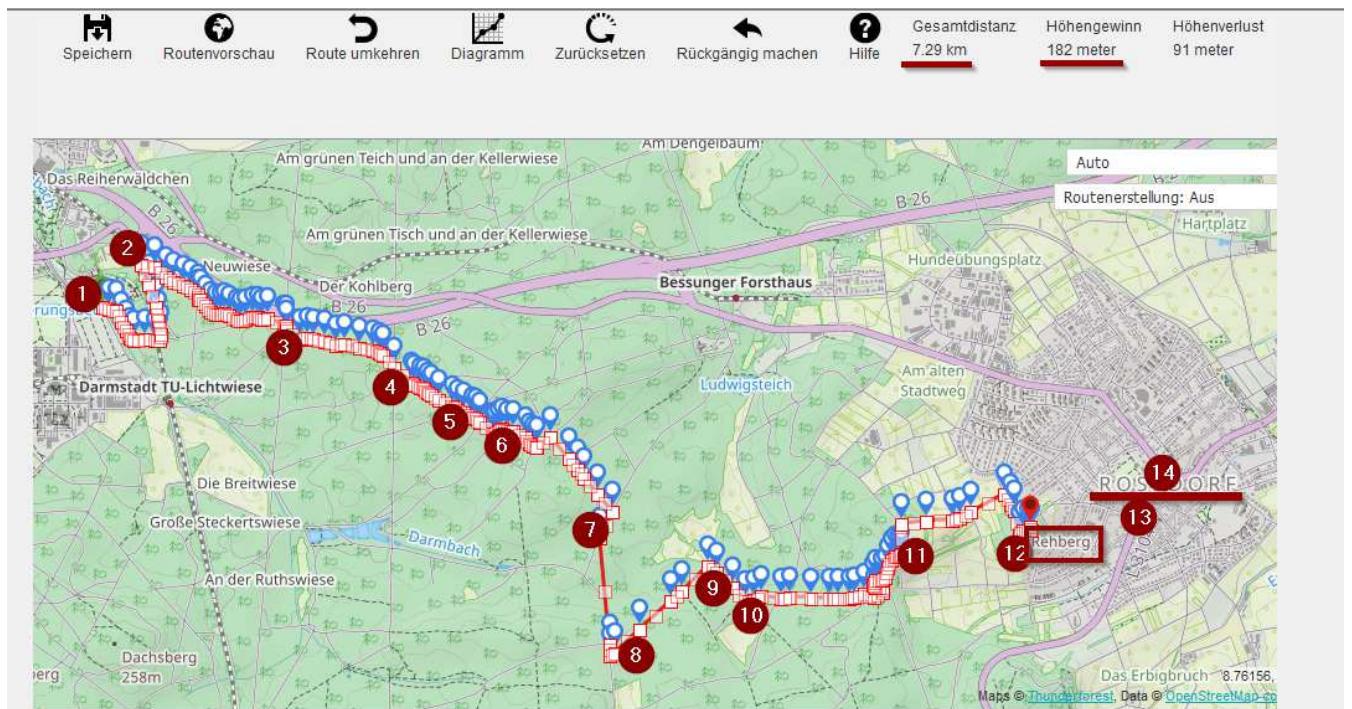 Speichern Routenvorschau Route umkehren Diagramm Zurücksetzen Rückgängig machen Hilfe
Gesamtdistanz Höhengewinn Höhenverlust
7.29 km 182 meter 91 meter
Am grünen Teich und an der Kellerwiese
Am Dengelbaum
Auto
Das Reiherwäldchen
Routenerstellung: Aus
B 26
B 26
Hartplatz
2
Am grünen Tisch und an der Kellerwiese
Neuwiese
Hundeübungsplatz
1
Der Kohlberg
Bessunger Forsthaus
B 26
B 26
3
Am alten
Stadtweg
Darmstadt TU-Lichtwiese
4
Ludwigsteich
5
6
14
Die Breitwiese
ROSSDORF
13
Große Steckertswiese
7
Darmbach
11
12
Rehberg
An der Ruthswiese
9
10
8
Dachsberg
258m
Das Erbigbruch
8.76156,
Maps © Thunderforest, Data © OpenStreetMap-co